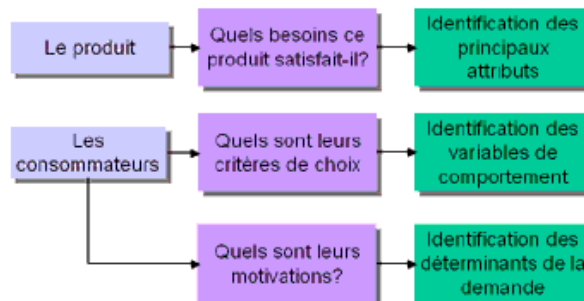 Le produit
Quels besoins ce
produit satisfait-il?
Identification des
principaux
attributs
Les
consommateurs
Quels sont leurs
critères de choix
Identification des
variables de
comportement
Quels sont leurs
motivations?
Identification des
déterminants de la
demande